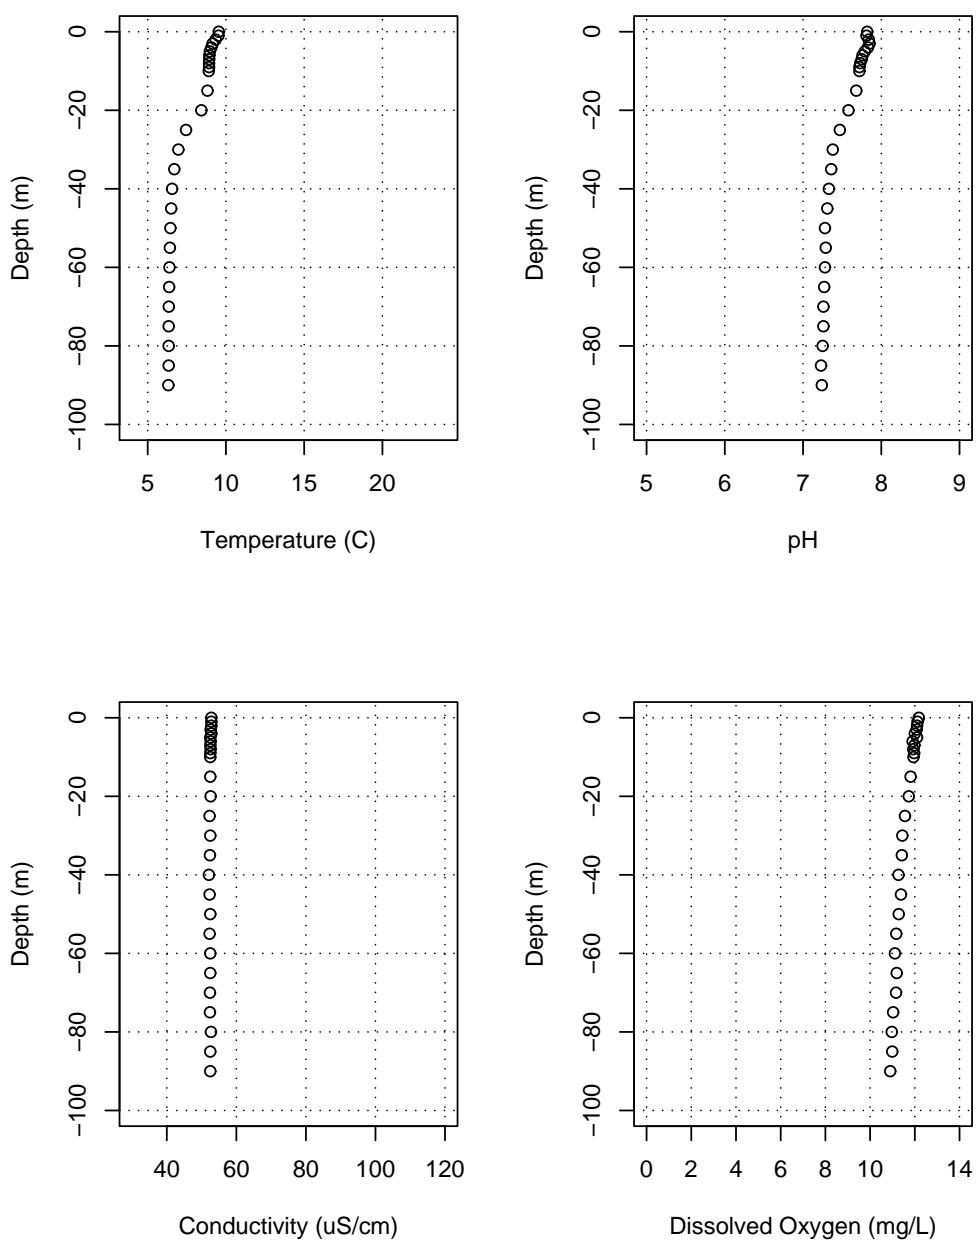 0
−20
−40
−60
−80
−100
Depth (m)
5 10 15 20
Temperature (C)
0
−20
−40
−60
−80
−100
Depth (m)
5 6 7 8 9
pH
0
−20
−40
−60
−80
−100
Depth (m)
40 60 80 100 120
Conductivity (uS/cm)
0
−20
−40
−60
−80
−100
Depth (m)
0 2 4 6 8 10 14
Dissolved Oxygen (mg/L)